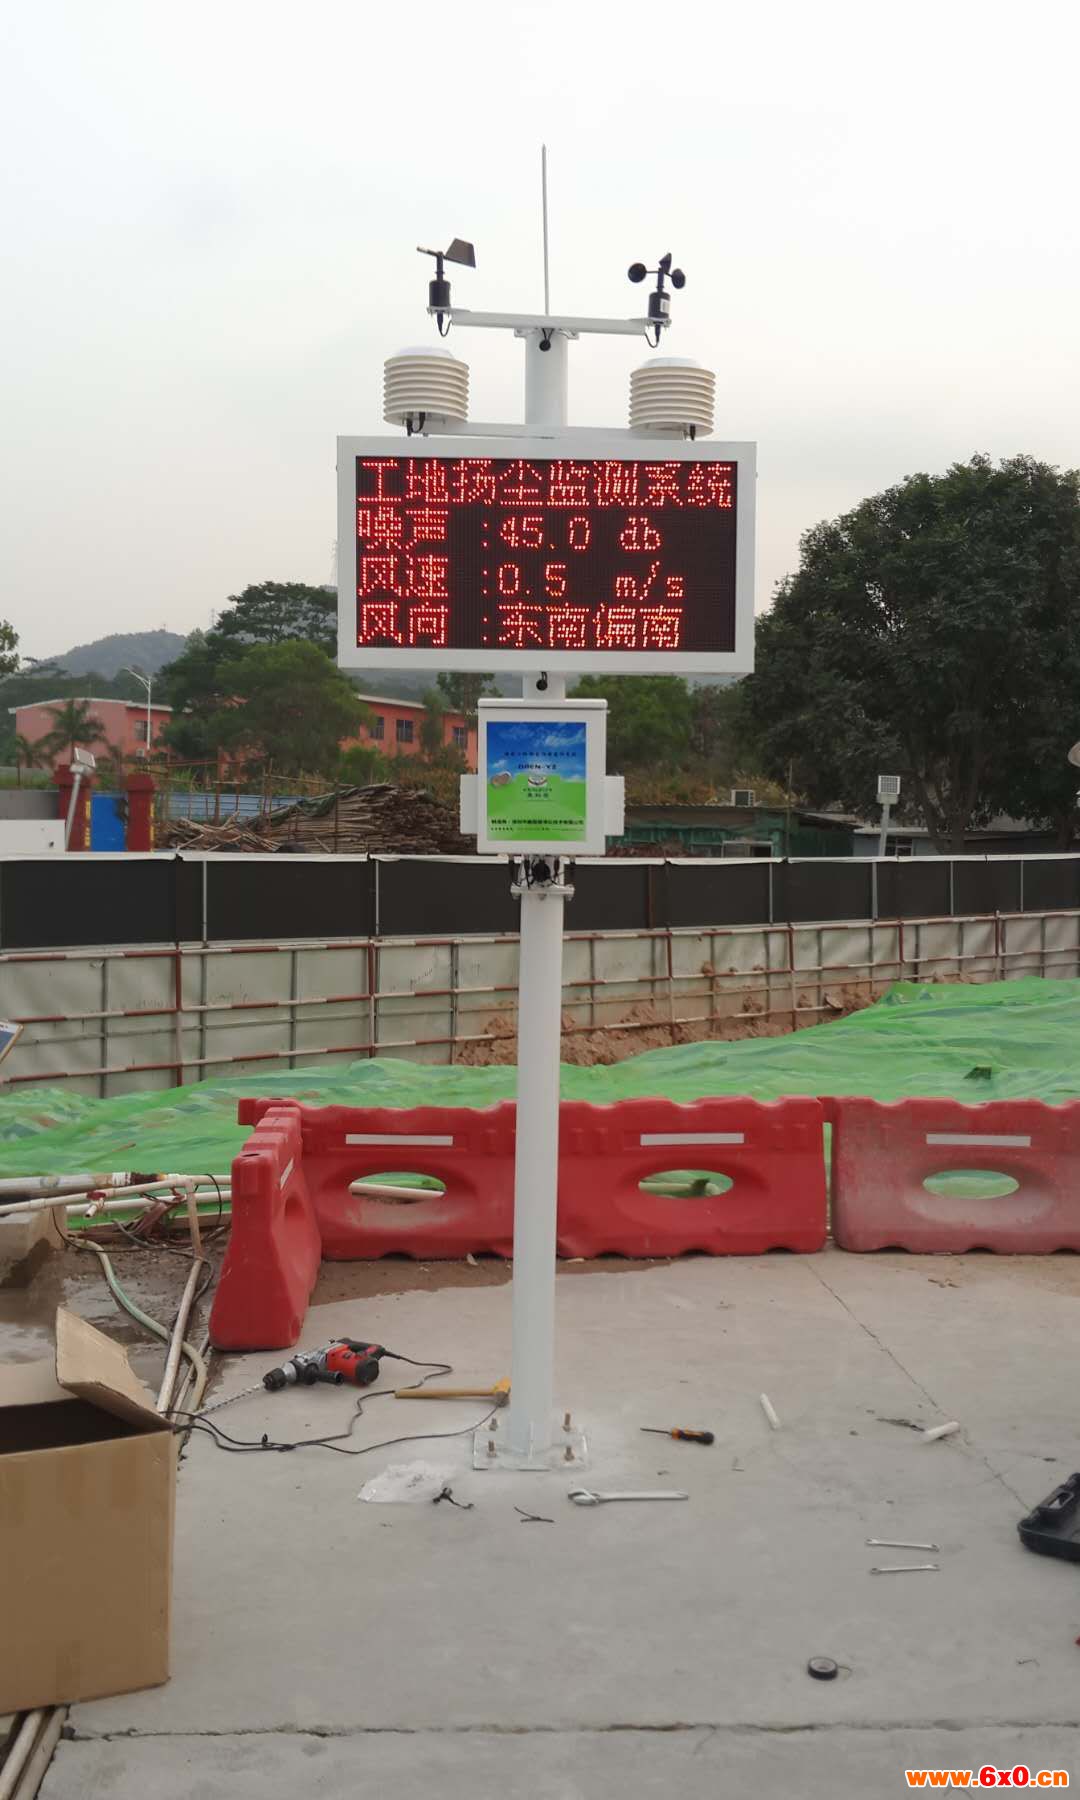 工地扬尘监测系统
噪声 :45.0 db
风速 :0.5 m/s
风向 :东南偏南
www.6x0.cn